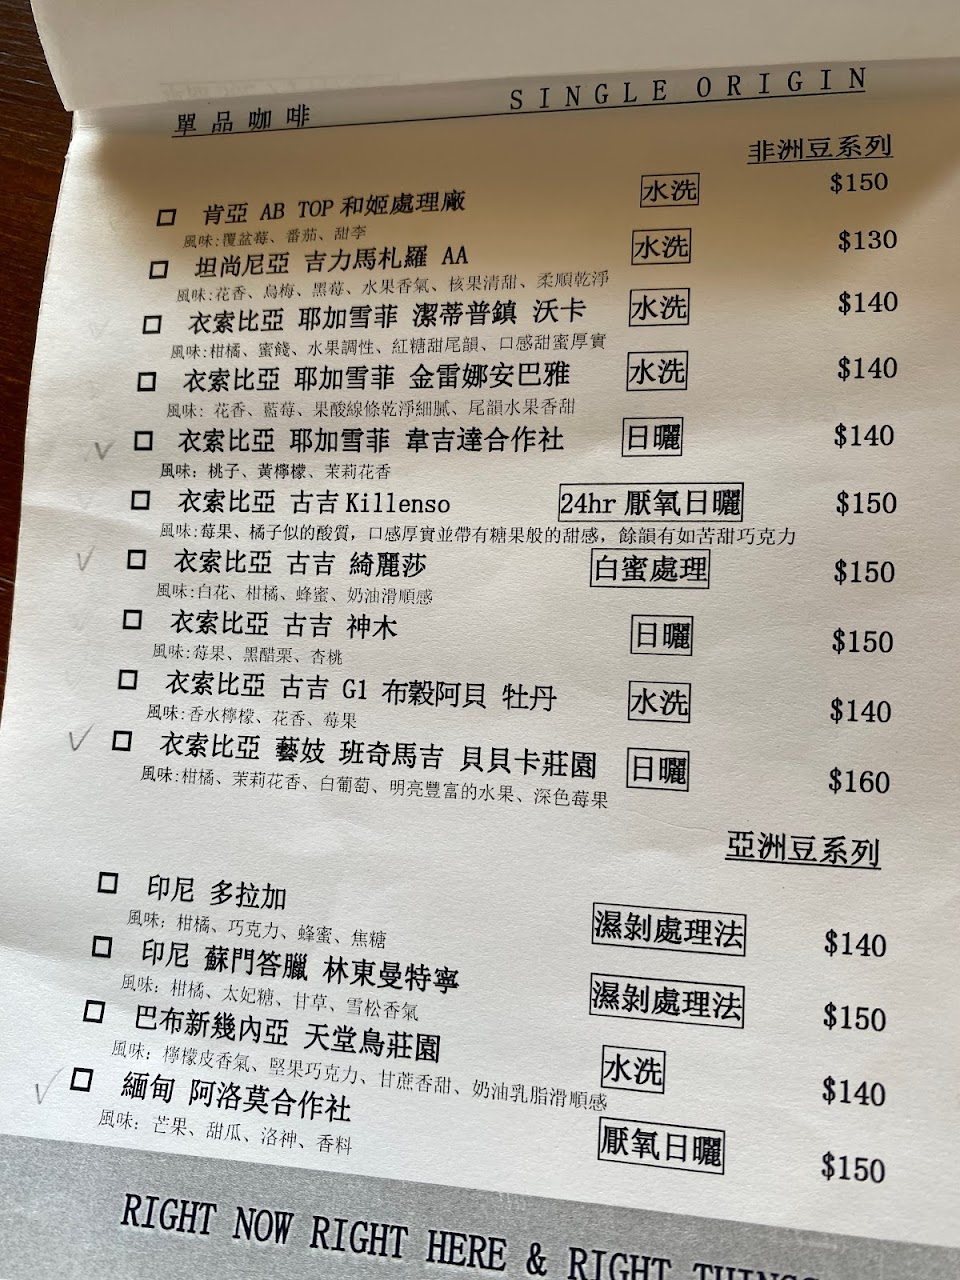 單品咖啡 SINGLE ORIGIN
非洲豆系列
肯亞 AB TOP 和姬處理廠 水洗 $150
風味:覆盆莓、番茄、甜李
坦尚尼亞 吉力馬札羅 AA 水洗 $130
風味:花香、烏梅、黑莓、水果香氣、核果清甜、柔順乾淨
衣索比亞 耶加雪菲 潔蒂普鎮 沃卡 水洗 $140
風味:柑橘、蜜餞、水果調性、紅糖甜尾韻、口感甜蜜厚實
衣索比亞 耶加雪菲 金雷娜安巴雅 水洗 $140
風味: 花香、藍莓、果酸線條乾淨細膩、尾韻水果香甜
衣索比亞 耶加雪菲 韋吉達合作社 日曬 $140
風味: 桃子、黃檸檬、茉莉花香
衣索比亞 古吉Killenso 24hr 厭氧日曬 $150
風味:莓果、橘子似的酸質, 口感厚實並帶有糖果般的甜感, 餘韻有如苦甜巧克力
衣索比亞 古吉 綺麗莎 白蜜處理 $150
風味:白花、柑橘、蜂蜜、奶油滑順感
衣索比亞 古吉 神木 日曬 $150
風味:莓果、黑醋栗、杏桃
衣索比亞 古吉 G1 布穀阿貝 牡丹 水洗 $140
風味:香水檸檬、花香、莓果
衣索比亞 藝妓 班奇馬吉 貝貝卡莊園 日曬 $160
風味:柑橘、茉莉花香、白葡萄、明亮豐富的水果、深色莓果
亞洲豆系列
印尼 多拉加 濕剝處理法 $140
風味: 柑橘、巧克力、蜂蜜、焦糖
印尼 蘇門答臘 林東曼特寧 濕剝處理法 $150
風味: 柑橘、太妃糖、甘草、雪松香氣
巴布新幾內亞 天堂鳥莊園 水洗 $140
風味: 檸檬皮香氣、堅果巧克力、甘蔗香甜、奶油乳脂滑順感
緬甸 阿洛莫合作社 厭氧日曬 $150
風味: 芒果、甜瓜、洛神、香料
RIGHT NOW RIGHT HERE & RIGHT